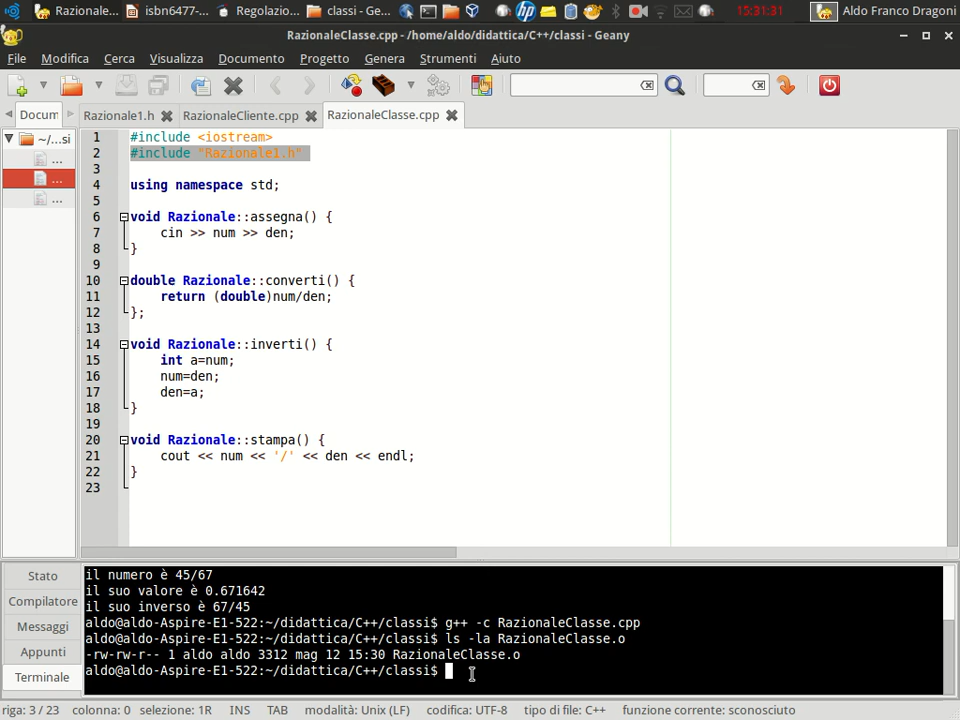 Razionale...
isbn6477-...
Regolazio...
classi - Ge...
15:31:31
Aldo Franco Dragoni
RazionaleClasse.cpp - /home/aldo/didattica/C++/classi - Geany
File Modifica Cerca Visualizza Documento Progetto Genera Strumenti Aiuto
Docum Razionale1.h RazionaleCliente.cpp RazionaleClasse.cpp
~/...si
...
...
...
1 #include <iostream>
2 #include "Razionale1.h"
3
4 using namespace std;
5
6 void Razionale::assegna() {
7 cin >> num >> den;
8 }
9
10 double Razionale::converti() {
11 return (double)num/den;
12 };
13
14 void Razionale::inverti() {
15 int a=num;
16 num=den;
17 den=a;
18 }
19
20 void Razionale::stampa() {
21 cout << num << '/' << den << endl;
22 }
23
Stato
Compilatore
Messaggi
Appunti
Terminale
il numero è 45/67
il suo valore è 0.671642
il suo inverso è 67/45
aldo@aldo-Aspire-E1-522:~/didattica/C++/classi$ g++ -c RazionaleClasse.cpp
aldo@aldo-Aspire-E1-522:~/didattica/C++/classi$ ls -la RazionaleClasse.o
-rw-rw-r-- 1 aldo aldo 3312 mag 12 15:30 RazionaleClasse.o
aldo@aldo-Aspire-E1-522:~/didattica/C++/classi$
riga: 3 / 23 colonna: 0 selezione: 1R INS TAB modalità: Unix (LF) codifica: UTF-8 tipo di file: C++ funzione corrente: sconosciuto